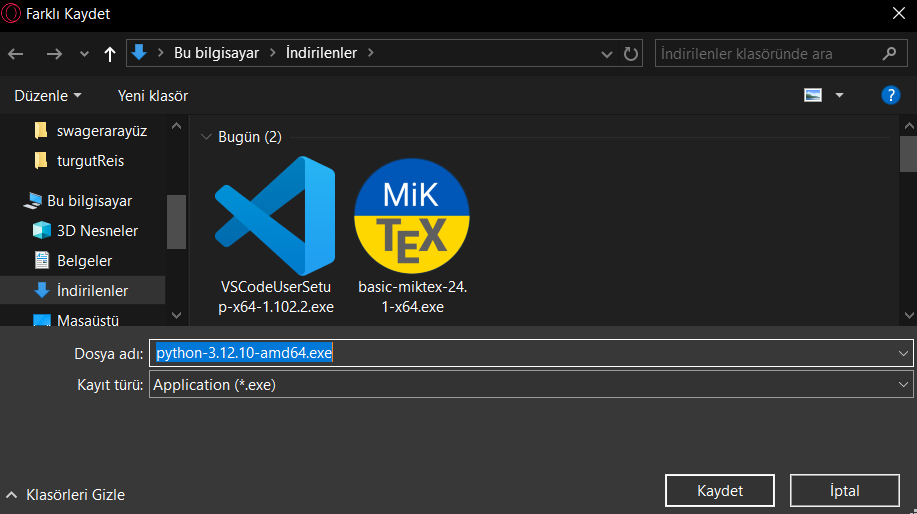 Farklı Kaydet
Bu bilgisayar
İndirilenler
İndirilenler klasöründe ara
Düzenle
Yeni klasör
?
swagerarayüz
turgutReis
Bu bilgisayar
3D Nesneler
Belgeler
İndirilenler
Masaüstü
Bugün (2)
MiK
TEX
VSCodeUserSetu
p-x64-1.102.2.exe
basic-miktex-24.
1-x64.exe
Dosya adı: python-3.12.10-amd64.exe
Kayıt türü: Application (*.exe)
Klasörleri Gizle
Kaydet
İptal